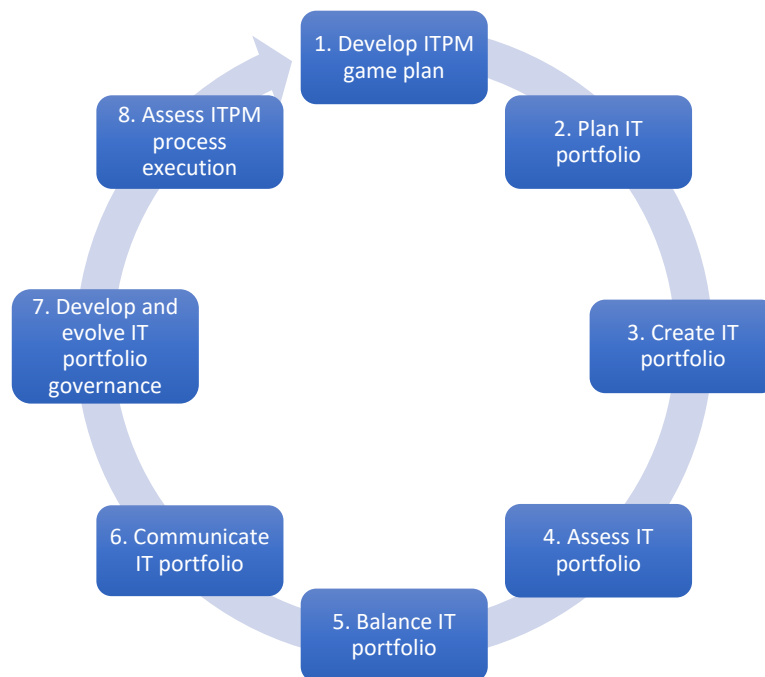 1. Develop ITPM
game plan
2. Plan IT
portfolio
3. Create IT
portfolio
4. Assess IT
portfolio
5. Balance IT
portfolio
6. Communicate
IT portfolio
7. Develop and
evolve IT
portfolio
governance
8. Assess ITPM
process
execution